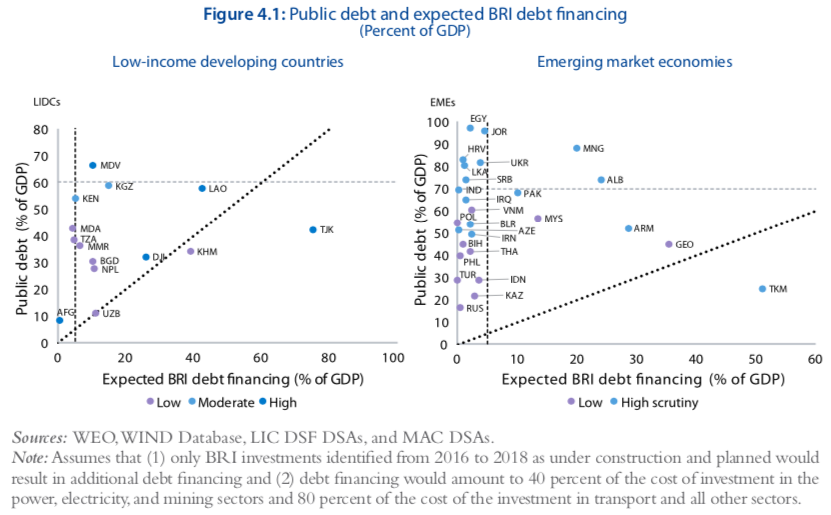 Figure 4.1: Public debt and expected BRI debt financing
(Percent of GDP)
Low-income developing countries
LIDCs
Public debt (% of GDP)
80
70
60
50
40
30
20
10
0
MDV
KGZ
LAO
KEN
MDA
TZA
MMR
TJK
BGD
NPL
DJI
KHM
AFG
UZB
0
20
40
60
80
100
Expected BRI debt financing (% of GDP)
Low
Moderate
High
Emerging market economies
EMEs
Public debt (% of GDP)
100
90
80
70
60
50
40
30
20
10
0
EGY
JOR
HRV
UKR
MNG
LKA
SRB
ALB
IND
IRQ
PAK
VNM
POL
BLR
MYS
AZE
ARM
IRN
BIH
THA
GEO
PHL
TUR
IDN
KAZ
TKM
RUS
0
10
20
30
40
50
60
Expected BRI debt financing (% of GDP)
Low
High scrutiny
Sources: WEO, WIND Database, LIC DSF DSAs, and MAC DSAs.
Note: Assumes that (1) only BRI investments identified from 2016 to 2018 as under construction and planned would
result in additional debt financing and (2) debt financing would amount to 40 percent of the cost of investment in the
power, electricity, and mining sectors and 80 percent of the cost of the investment in transport and all other sectors.